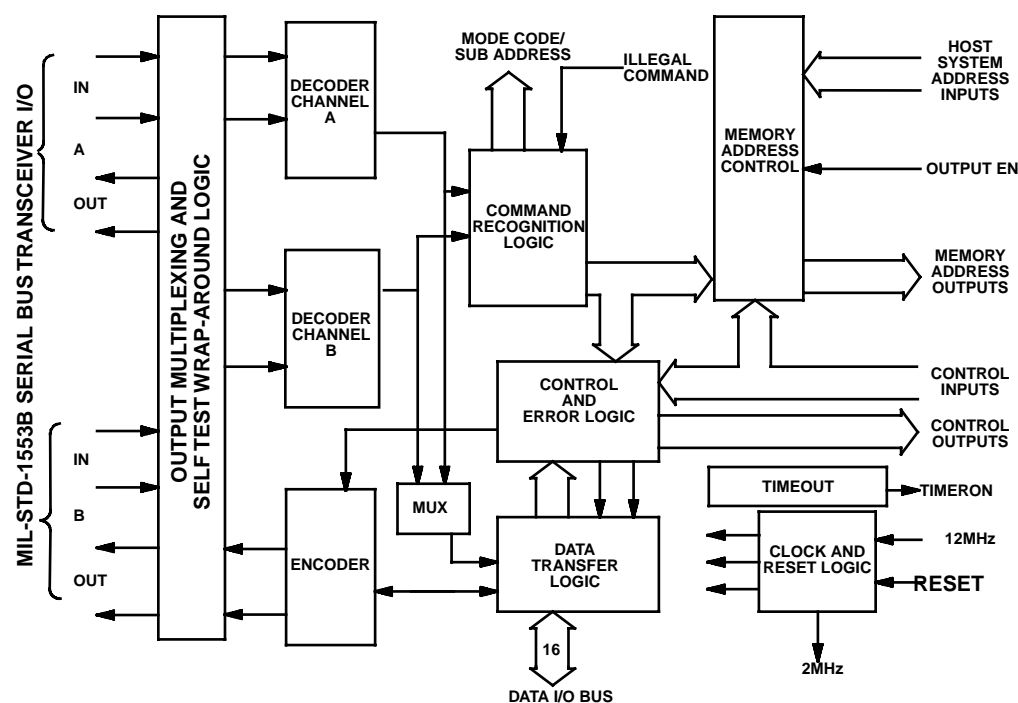 MIL-STD-1553B SERIAL BUS TRANSCEIVER I/O
IN
A
OUT
IN
B
OUT
OUTPUT MULTIPLEXING AND
SELF TEST WRAP-AROUND LOGIC
DECODER
CHANNEL
A
DECODER
CHANNEL
B
ENCODER
MUX
MODE CODE/
SUB ADDRESS
ILLEGAL
COMMAND
COMMAND
RECOGNITION
LOGIC
CONTROL
AND
ERROR LOGIC
DATA
TRANSFER
LOGIC
16
DATA I/O BUS
MEMORY
ADDRESS
CONTROL
HOST
SYSTEM
ADDRESS
INPUTS
OUTPUT EN
MEMORY
ADDRESS
OUTPUTS
CONTROL
INPUTS
CONTROL
OUTPUTS
TIMEOUT
TIMERON
CLOCK AND
RESET LOGIC
12MHz
RESET
2MHz